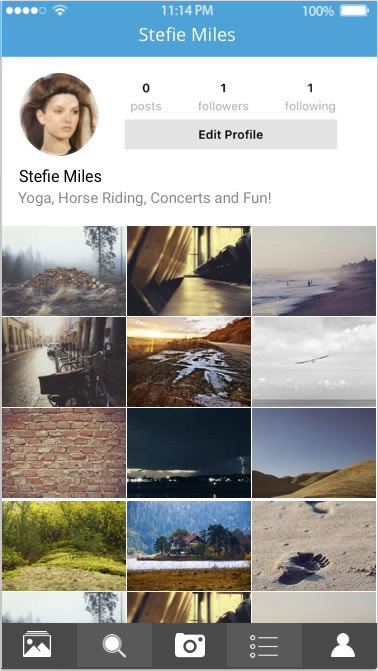 11:14 PM 100%
Stefie Miles
0 1 1
posts followers following
Edit Profile
Stefie Miles
Yoga, Horse Riding, Concerts and Fun!